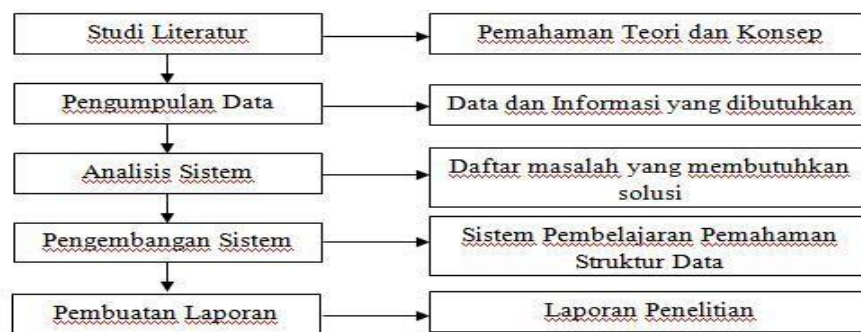 Studi Literatur
Pemahaman Teori dan Konsep
Pengumpulan Data
Data dan Informasi yang dibutuhkan
Analisis Sistem
Daftar masalah yang membutuhkan
solusi
Pengembangan Sistem
Sistem Pembelajaran Pemahaman
Struktur Data
Pembuatan Laporan
Laporan Penelitian